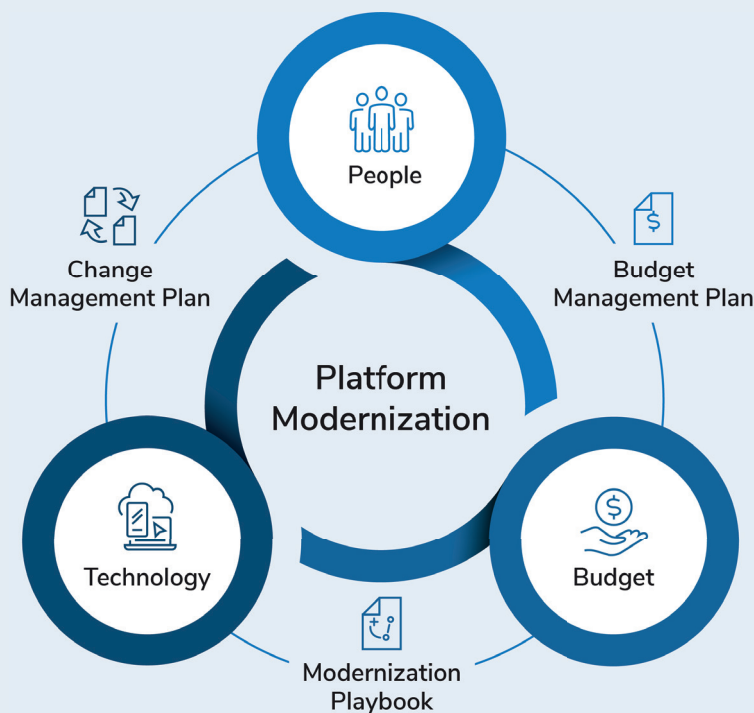 People
Change
Management Plan
Budget
Management Plan
Platform
Modernization
Technology
Budget
Modernization
Playbook